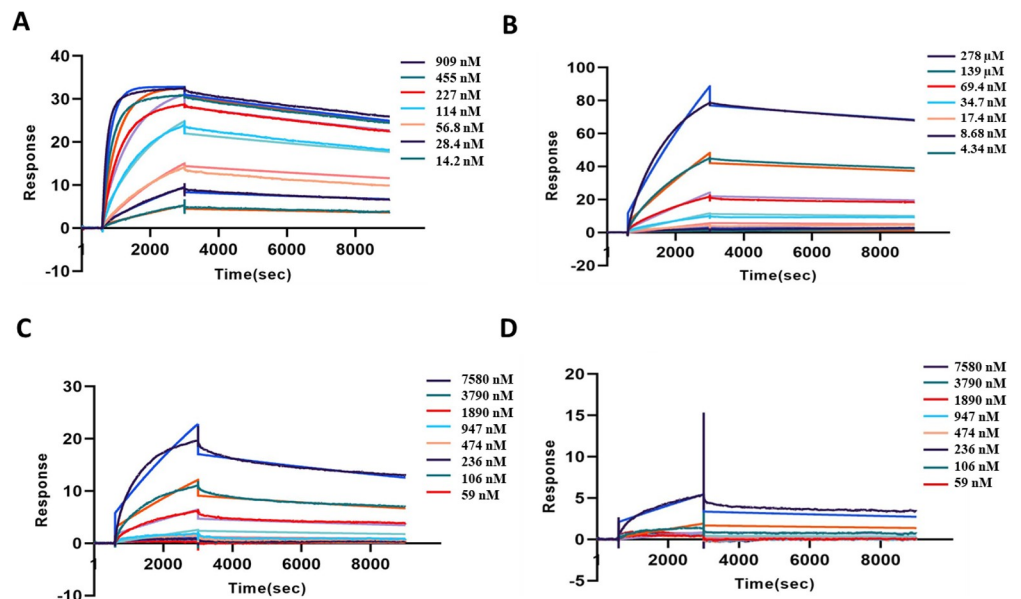 A
Response
40
30
20
10
0
-10
2000 4000 6000 8000
Time(sec)
909 nM
455 nM
227 nM
114 nM
56.8 nM
28.4 nM
14.2 nM
B
Response
100
80
60
40
20
0
-20
2000 4000 6000 8000
Time(sec)
278 μM
139 μM
69.4 nM
34.7 nM
17.4 nM
8.68 nM
4.34 nM
C
Response
30
20
10
0
-10
2000 4000 6000 8000
Time(sec)
7580 nM
3790 nM
1890 nM
947 nM
474 nM
236 nM
106 nM
59 nM
D
Response
20
15
10
5
0
-5
2000 4000 6000 8000
Time(sec)
7580 nM
3790 nM
1890 nM
947 nM
474 nM
236 nM
106 nM
59 nM